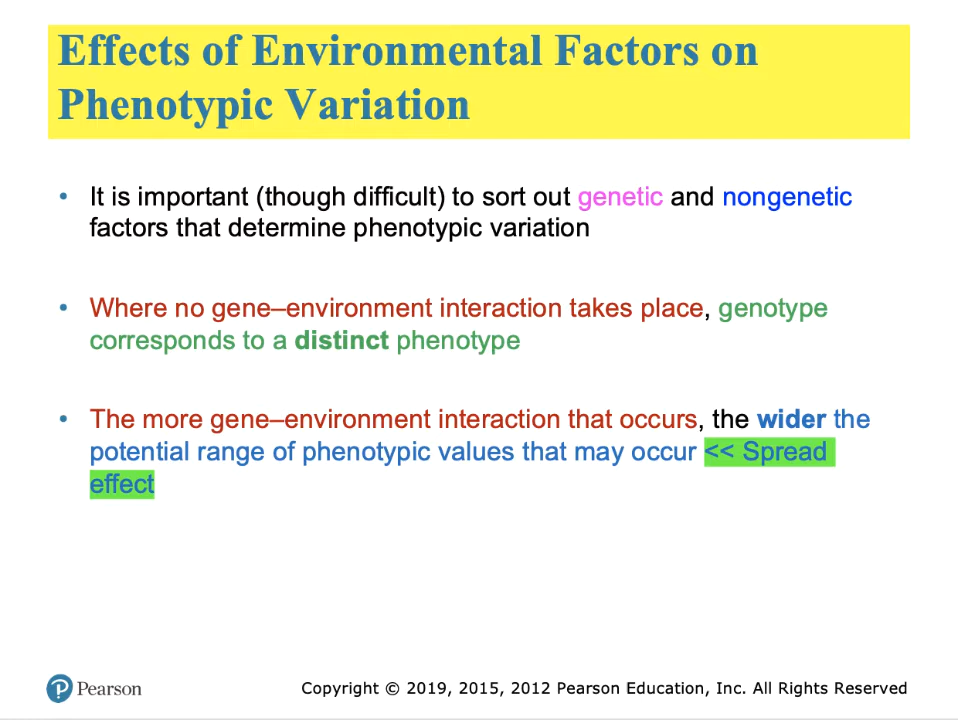 Effects of Environmental Factors on
Phenotypic Variation
• It is important (though difficult) to sort out genetic and nongenetic
factors that determine phenotypic variation
• Where no gene–environment interaction takes place, genotype
corresponds to a distinct phenotype
• The more gene–environment interaction that occurs, the wider the
potential range of phenotypic values that may occur << Spread
effect
Pearson
Copyright © 2019, 2015, 2012 Pearson Education, Inc. All Rights Reserved